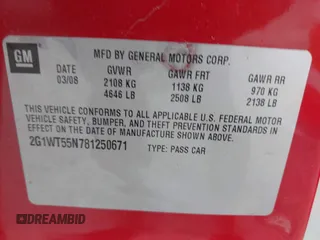 GM
MFD BY GENERAL MOTORS CORP.
DATE GVWR GAWR FRT GAWR RR
03/08 2108 KG 1138 KG 970 KG
4646 LB 2508 LB 2138 LB
THIS VEHICLE CONFORMS TO ALL APPLICABLE U.S. FEDERAL MOTOR
VEHICLE SAFETY, BUMPER, AND THEFT PREVENTION STANDARDS IN
EFFECT ON THE DATE OF MANUFACTURE SHOWN ABOVE.
2G1WT55N781250671 TYPE: PASS CAR
DREAMBID